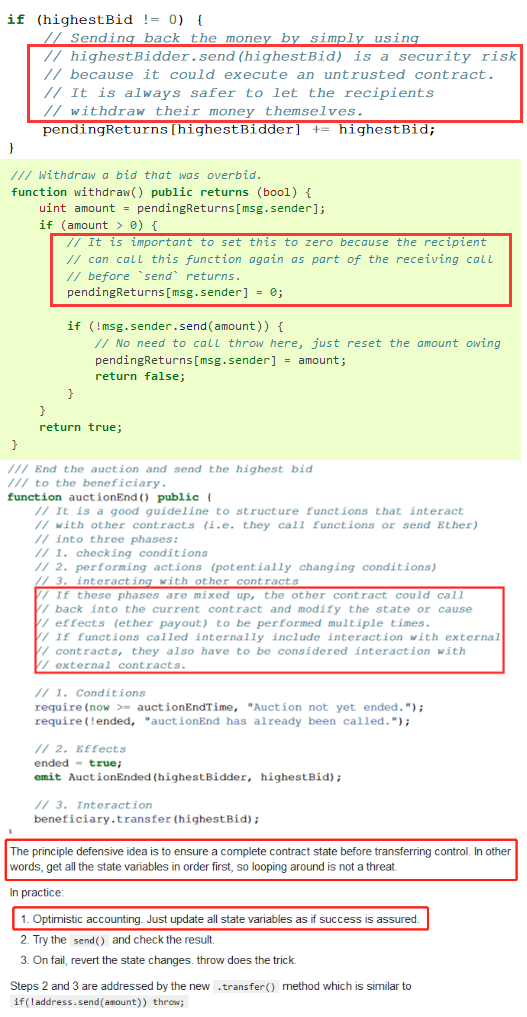 if (highestBid != 0) {
// Sending back the money by simply using
// highestBidder.send(highestBid) is a security risk
// because it could execute an untrusted contract.
// It is always safer to let the recipients
// withdraw their money themselves.
pendingReturns[highestBidder] += highestBid;
}
/// Withdraw a bid that was overbid.
function withdraw() public returns (bool) {
uint amount = pendingReturns[msg.sender];
if (amount > 0) {
// It is important to set this to zero because the recipient
// can call this function again as part of the receiving call
// before `send` returns.
pendingReturns[msg.sender] = 0;
if (!msg.sender.send(amount)) {
// No need to call throw here, just reset the amount owing
pendingReturns[msg.sender] = amount;
return false;
}
}
return true;
}
/// End the auction and send the highest bid
/// to the beneficiary.
function auctionEnd() public {
// It is a good guideline to structure functions that interact
// with other contracts (i.e. they call functions or send Ether)
// into three phases:
// 1. checking conditions
// 2. performing actions (potentially changing conditions)
// 3. interacting with other contracts
// If these phases are mixed up, the other contract could call
// back into the current contract and modify the state or cause
// effects (ether payout) to be performed multiple times.
// If functions called internally include interaction with external
// contracts, they also have to be considered interaction with
// external contracts.
// 1. Conditions
require(now >= auctionEndTime, "Auction not yet ended.");
require(!ended, "auctionEnd has already been called.");
// 2. Effects
ended = true;
emit AuctionEnded(highestBidder, highestBid);
// 3. Interaction
beneficiary.transfer(highestBid);
}
The principle defensive idea is to ensure a complete contract state before transferring control. In other
words, get all the state variables in order first, so looping around is not a threat.
In practice:
1. Optimistic accounting. Just update all state variables as if success is assured.
2. Try the send() and check the result.
3. On fail, revert the state changes. throw does the trick.
Steps 2 and 3 are addressed by the new .transfer() method which is similar to
if(!address.send(amount)) throw;